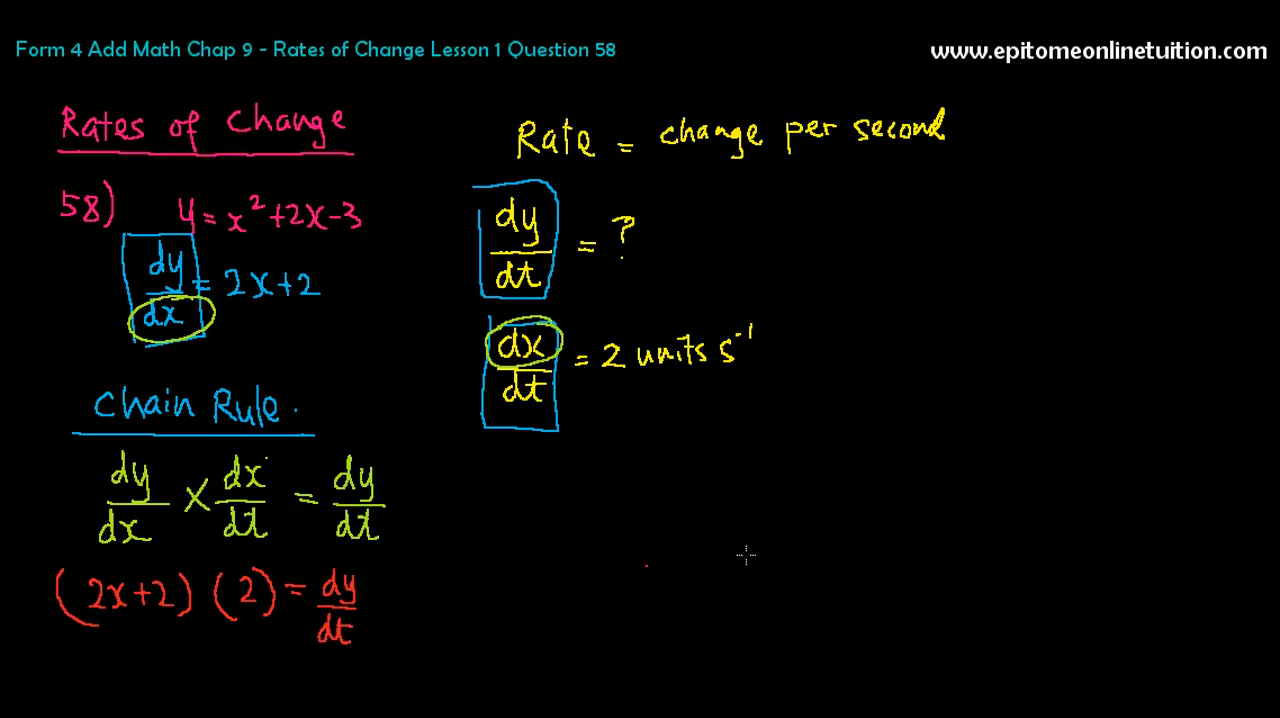 Form 4 Add Math Chap 9 - Rates of Change Lesson 1 Question 58
www.epitomeonlinetuition.com
Rates of Change
58) y = x² + 2x - 3
dy/dx = 2x + 2
Chain Rule.
dy/dx × dx/dt = dy/dt
(2x+2) (2) = dy/dt
Rate = change per second
dy/dt = ?
dx/dt = 2 units s⁻¹